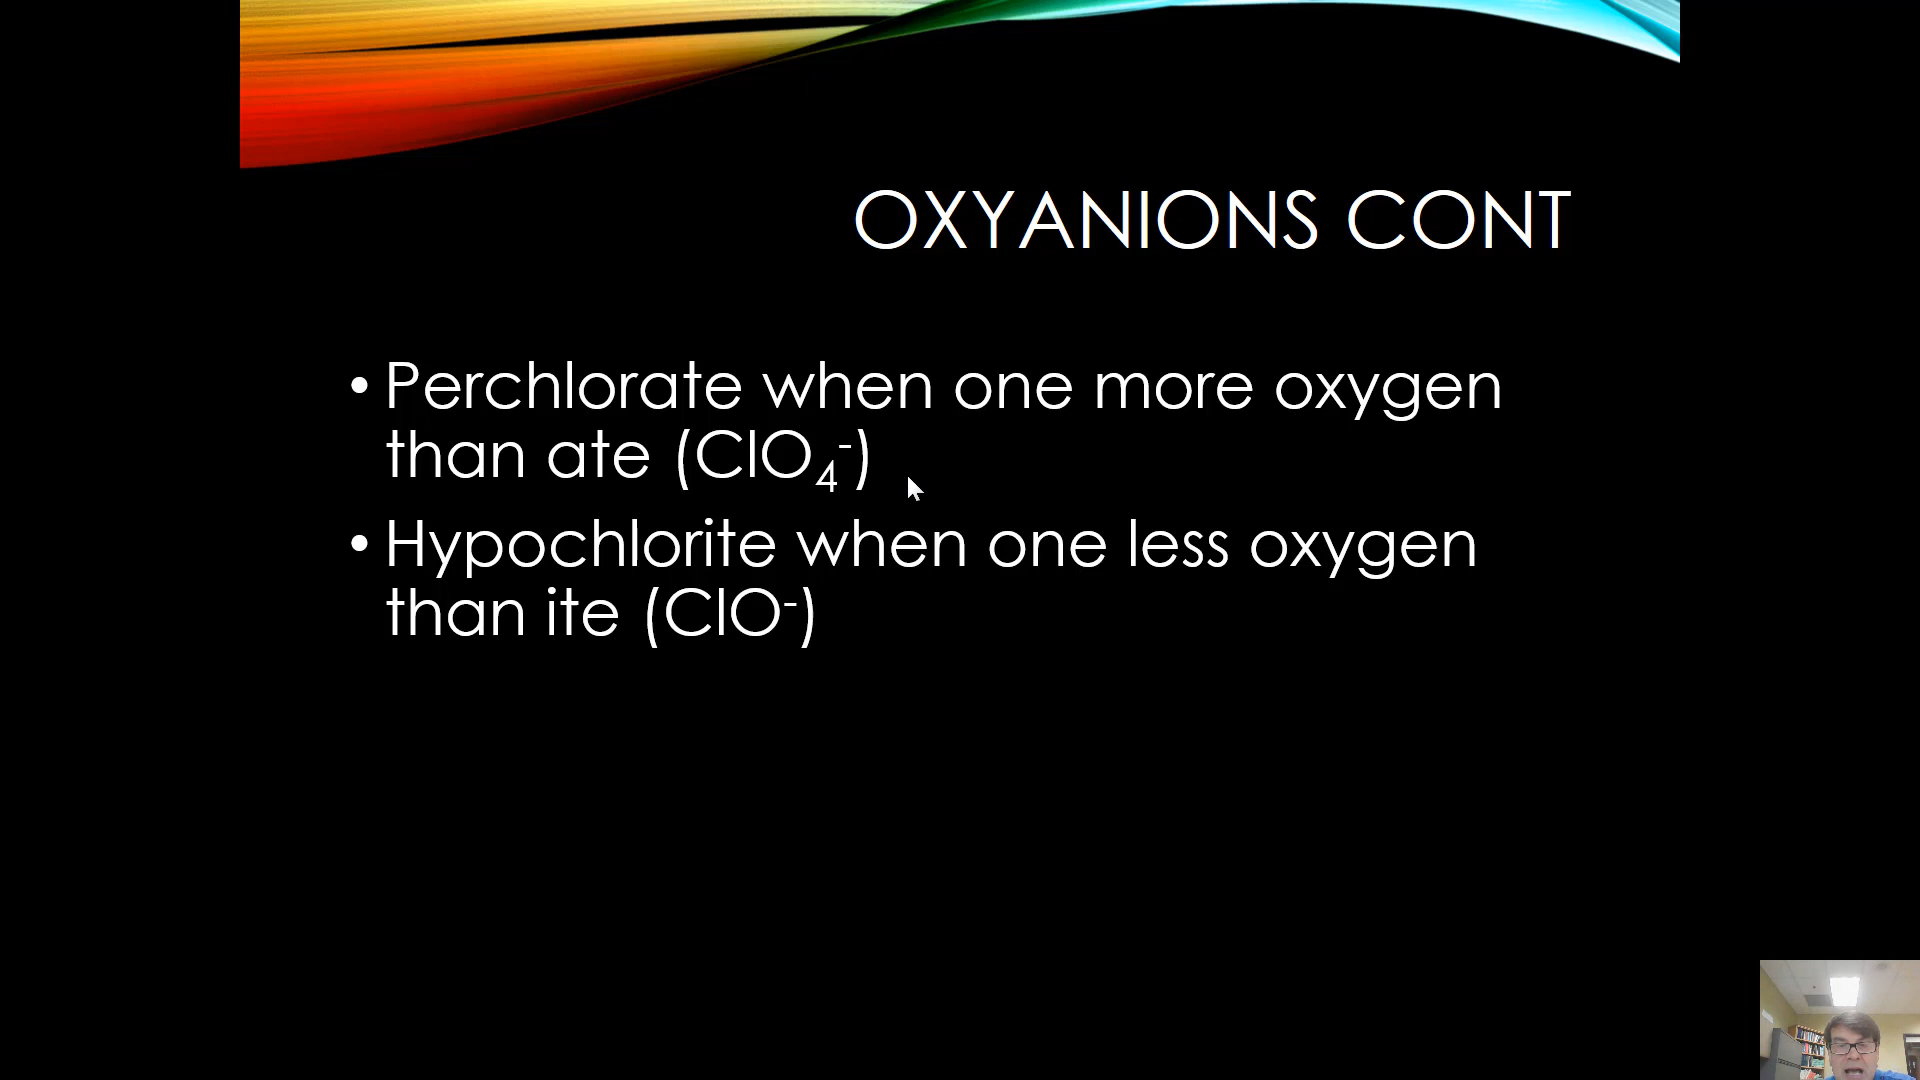 OXYANIONS CONT
• Perchlorate when one more oxygen
than ate (ClO₄⁻)
• Hypochlorite when one less oxygen
than ite (ClO⁻)